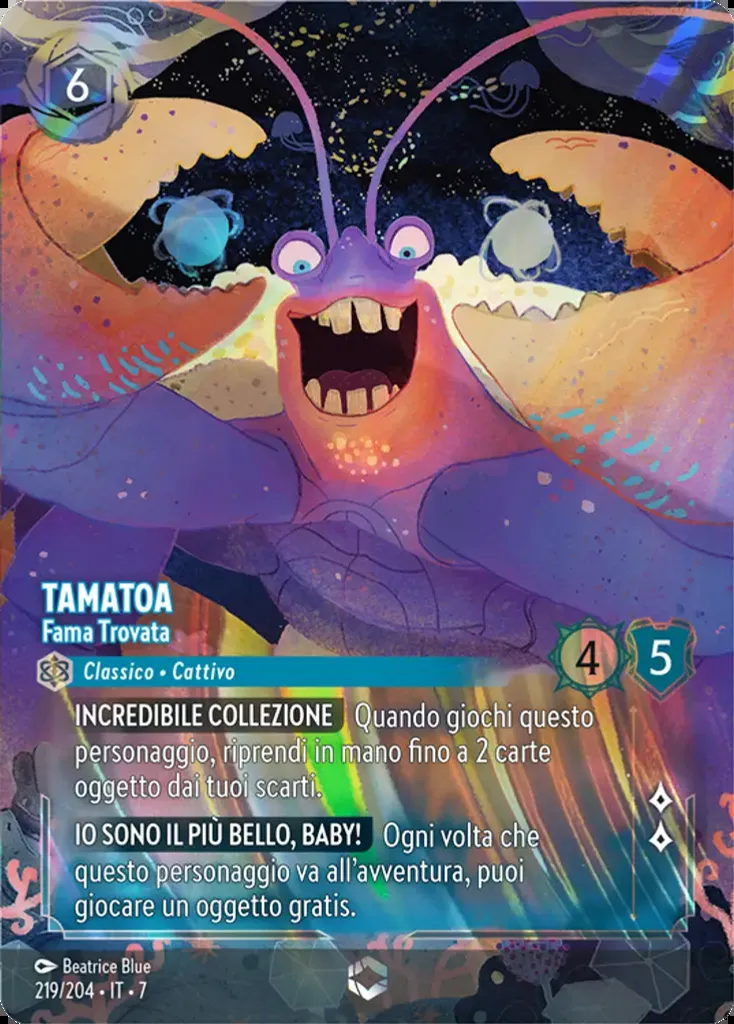 6
TAMATOA
Fama Trovata
Classico • Cattivo
4 5
INCREDIBILE COLLEZIONE Quando giochi questo
personaggio, riprendi in mano fino a 2 carte
oggetto dai tuoi scarti.
IO SONO IL PIÙ BELLO, BABY! Ogni volta che
questo personaggio va all'avventura, puoi
giocare un oggetto gratis.
Beatrice Blue
219/204 • IT • 7